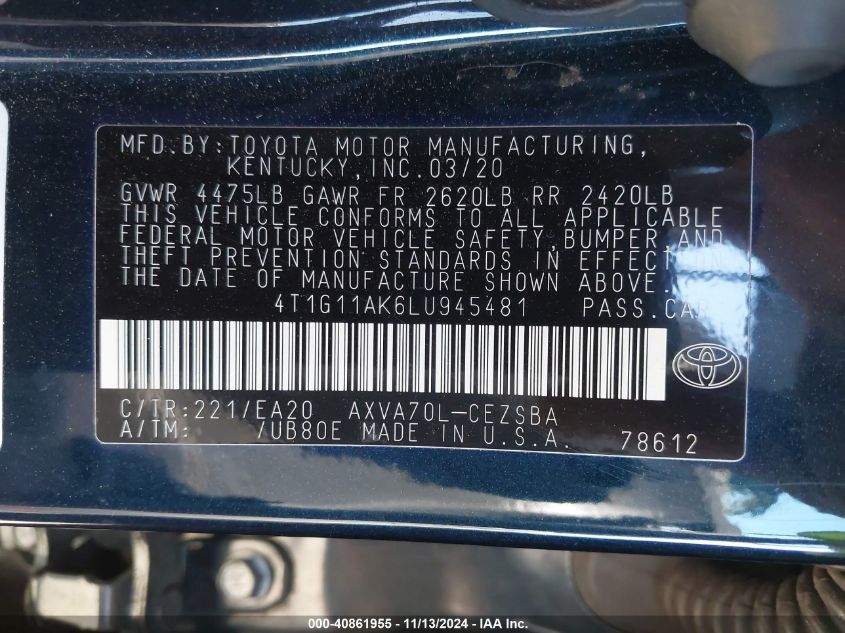 MFD.BY:TOYOTA MOTOR MANUFACTURING,
KENTUCKY,INC.03/20
GVWR 4475LB GAWR FR 2620LB RR 2420LB
THIS VEHICLE CONFORMS TO ALL APPLICABLE
FEDERAL MOTOR VEHICLE SAFETY,BUMPER,AND
THEFT PREVENTION STANDARDS IN EFFECT ON
THE DATE OF MANUFACTURE SHOWN ABOVE.
4T1G11AK6LU945481 PASS.CAR
C/TR:221/EA20 AXVA70L-CEZSBA
A/TM: /UB80E MADE IN U.S.A. 78612
000-40861955 - 11/13/2024 - IAA Inc.